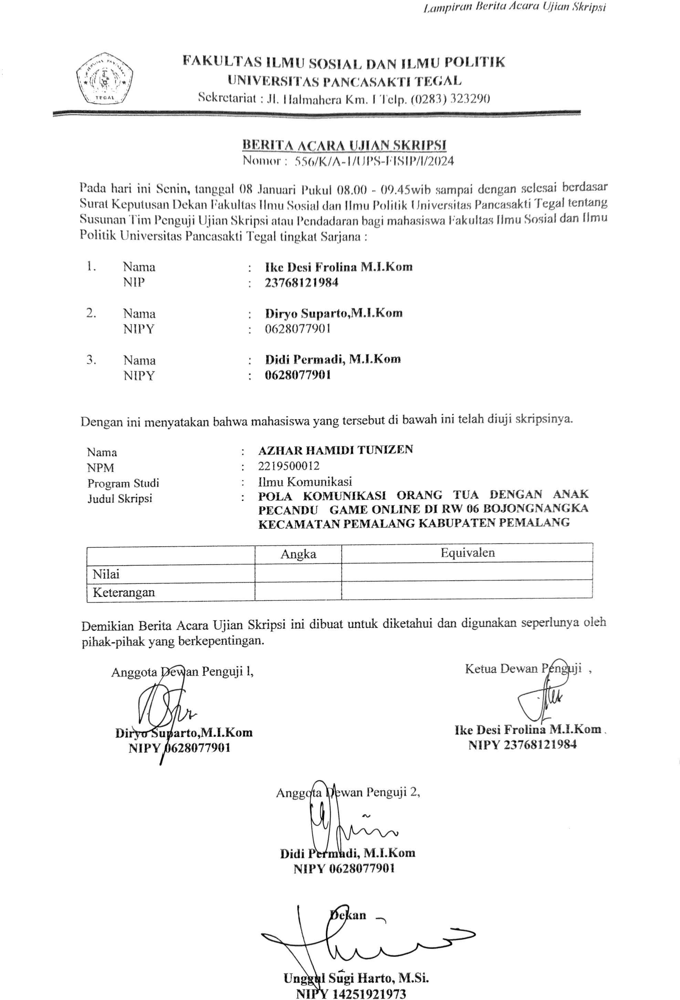 Lampiran Berita Acara Ujian Skripsi
UNIVERSITAS PANCASAKTI
TEGAL
FAKULTAS ILMU SOSIAL DAN ILMU POLITIK
UNIVERSITAS PANCASAKTI TEGAL
Sekretariat : Jl. Halmahera Km. 1 Telp. (0283) 323290
BERITA ACARA UJIAN SKRIPSI
Nomor : 556/K/A-1/UPS-FISIP/I/2024
Pada hari ini Senin, tanggal 08 Januari Pukul 08.00 - 09.45wib sampai dengan selesai berdasar
Surat Keputusan Dekan Fakultas Ilmu Sosial dan Ilmu Politik Universitas Pancasakti Tegal tentang
Susunan Tim Penguji Ujian Skripsi atau Pendadaran bagi mahasiswa Fakultas Ilmu Sosial dan Ilmu
Politik Universitas Pancasakti Tegal tingkat Sarjana :
1. Nama : Ike Desi Frolina M.I.Kom
NIP : 23768121984
2. Nama : Diryo Suparto,M.I.Kom
NIPY : 0628077901
3. Nama : Didi Permadi, M.I.Kom
NIPY : 0628077901
Dengan ini menyatakan bahwa mahasiswa yang tersebut di bawah ini telah diuji skripsinya.
Nama : AZHAR HAMIDI TUNIZEN
NPM : 2219500012
Program Studi : Ilmu Komunikasi
Judul Skripsi : POLA KOMUNIKASI ORANG TUA DENGAN ANAK
PECANDU GAME ONLINE DI RW 06 BOJONGNANGKA
KECAMATAN PEMALANG KABUPATEN PEMALANG
Angka Equivalen
Nilai
Keterangan
Demikian Berita Acara Ujian Skripsi ini dibuat untuk diketahui dan digunakan seperlunya oleh
pihak-pihak yang berkepentingan.
Anggota Dewan Penguji 1, Ketua Dewan Penguji ,
Diryo Suparto,M.I.Kom Ike Desi Frolina M.I.Kom .
NIPY 0628077901 NIPY 23768121984
Anggota Dewan Penguji 2,
Didi Permadi, M.I.Kom
NIPY 0628077901
Dekan
Unggul Sugi Harto, M.Si.
NIPY 14251921973